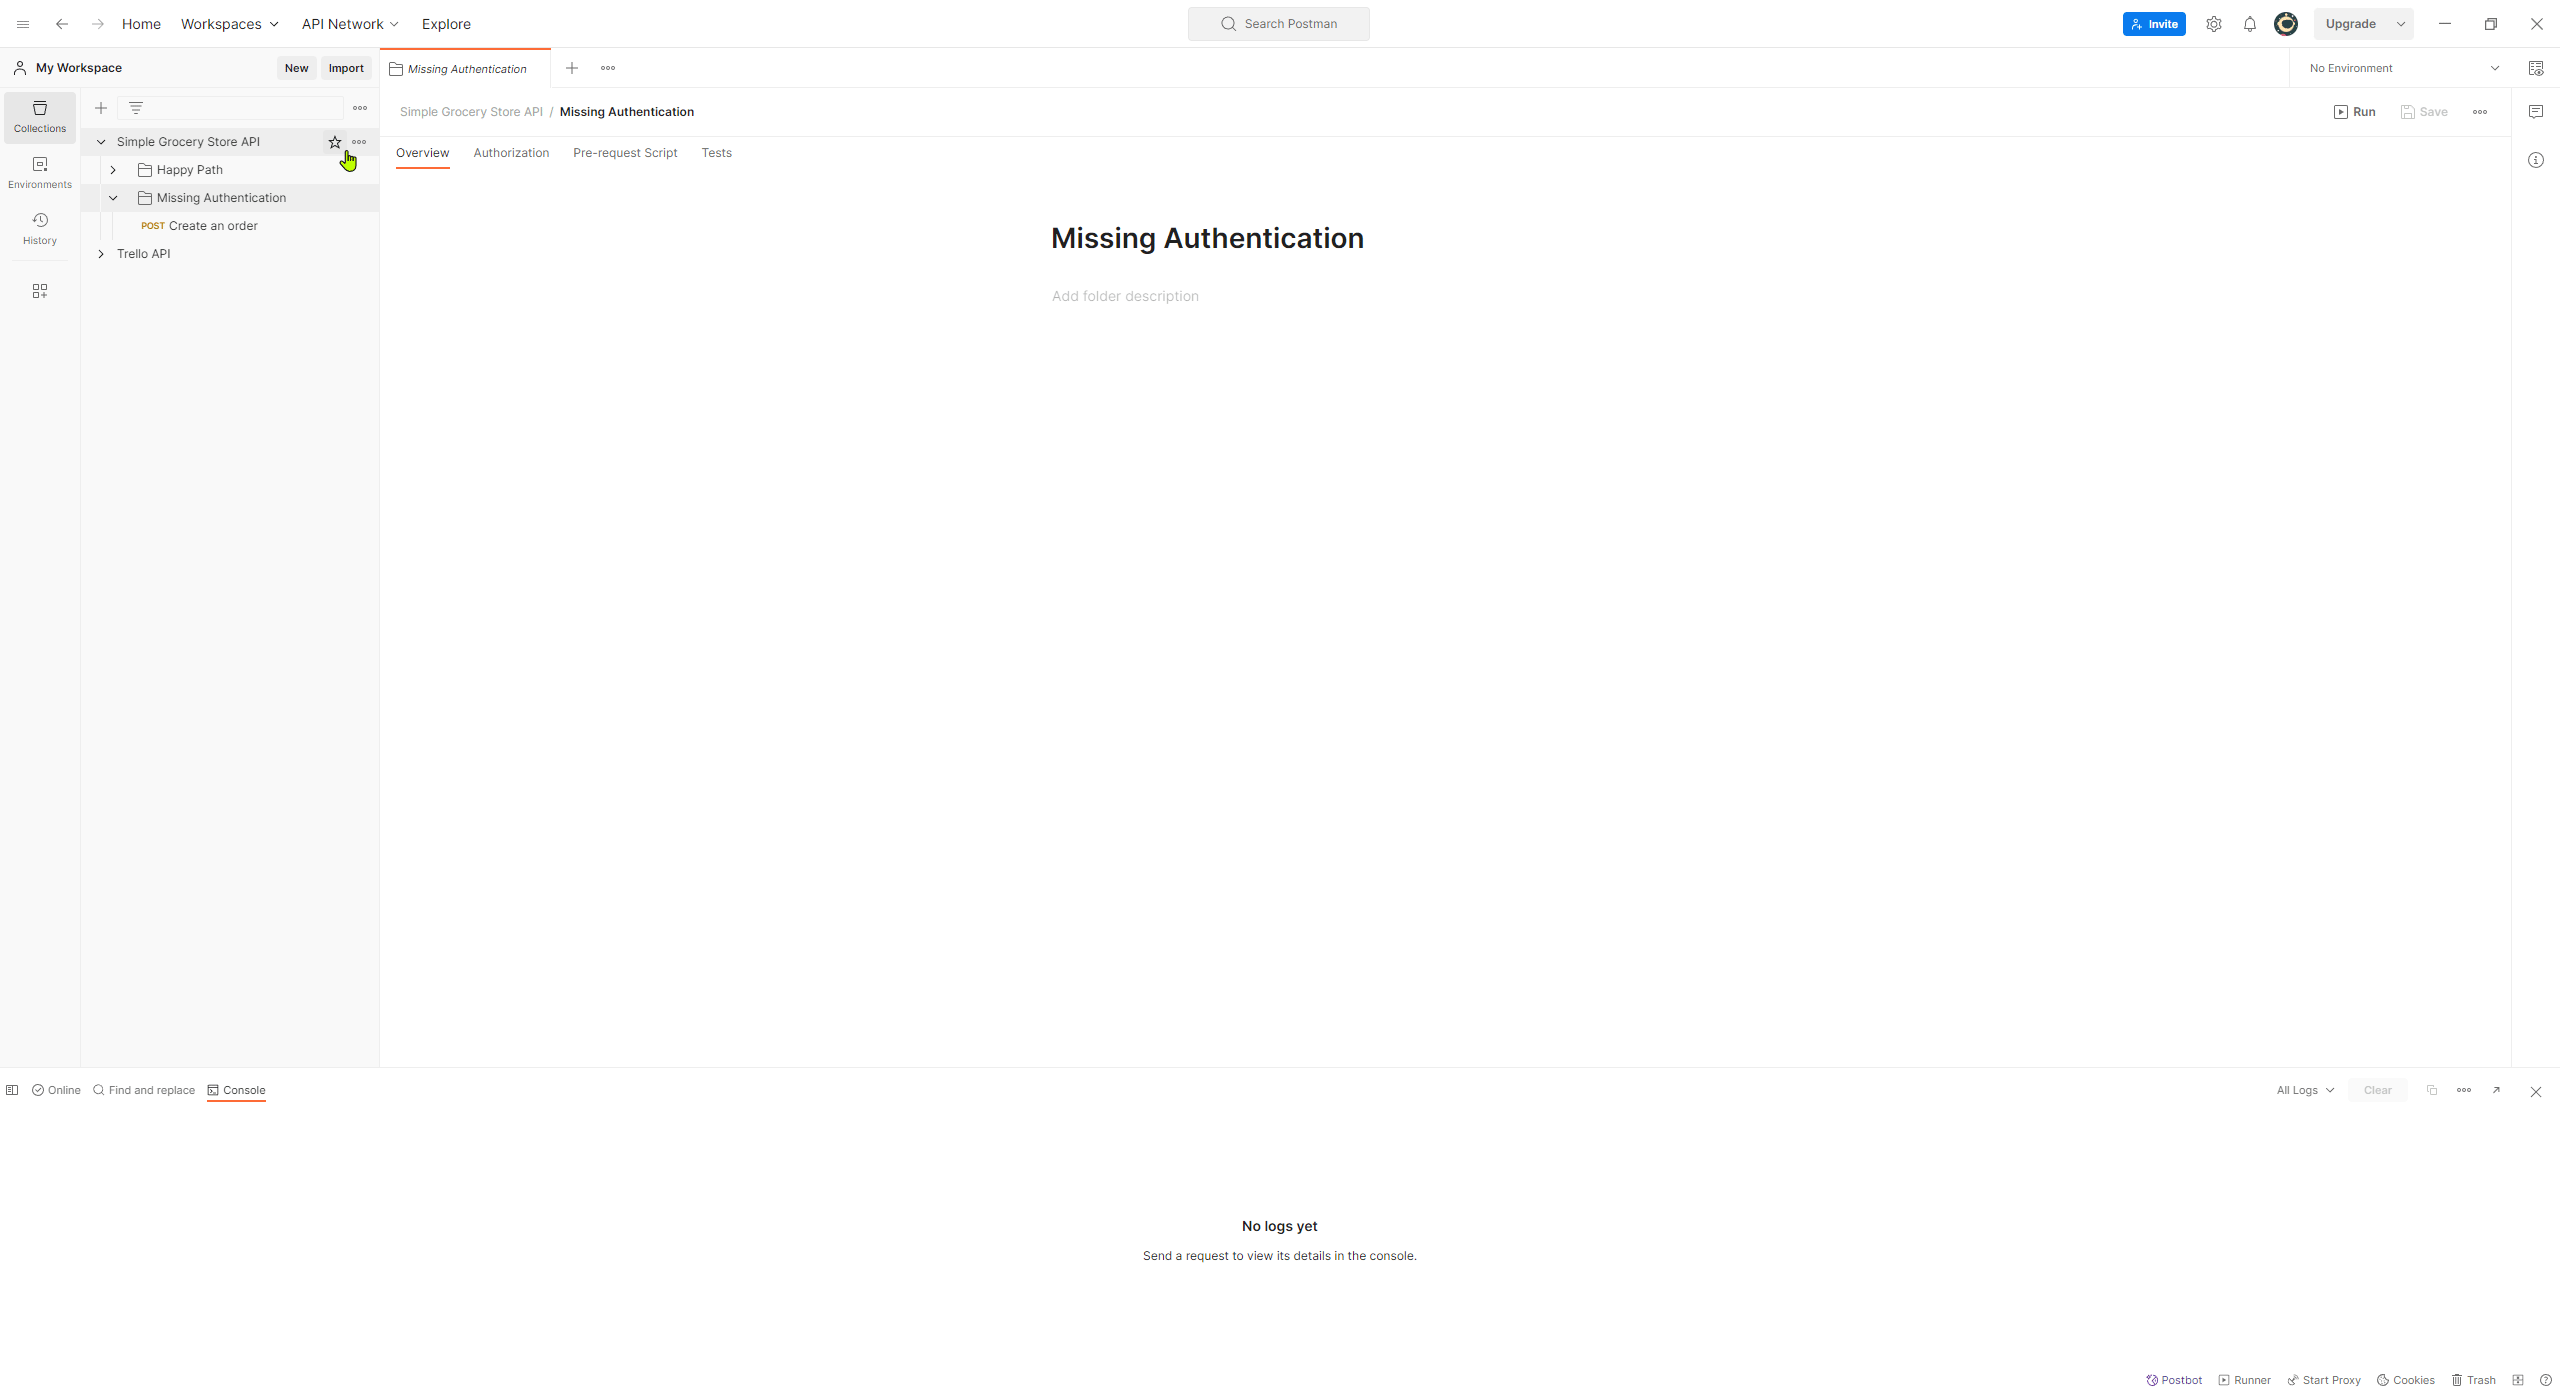 Home Workspaces API Network Explore Search Postman Invite Upgrade
My Workspace New Import Missing Authentication No Environment
Simple Grocery Store API / Missing Authentication Run Save
Collections
Environments
History
Simple Grocery Store API
Happy Path
Missing Authentication
POST Create an order
Trello API
Overview Authorization Pre-request Script Tests
Missing Authentication
Add folder description
Online Find and replace Console All Logs Clear
No logs yet
Send a request to view its details in the console.
Postbot Runner Start Proxy Cookies Trash